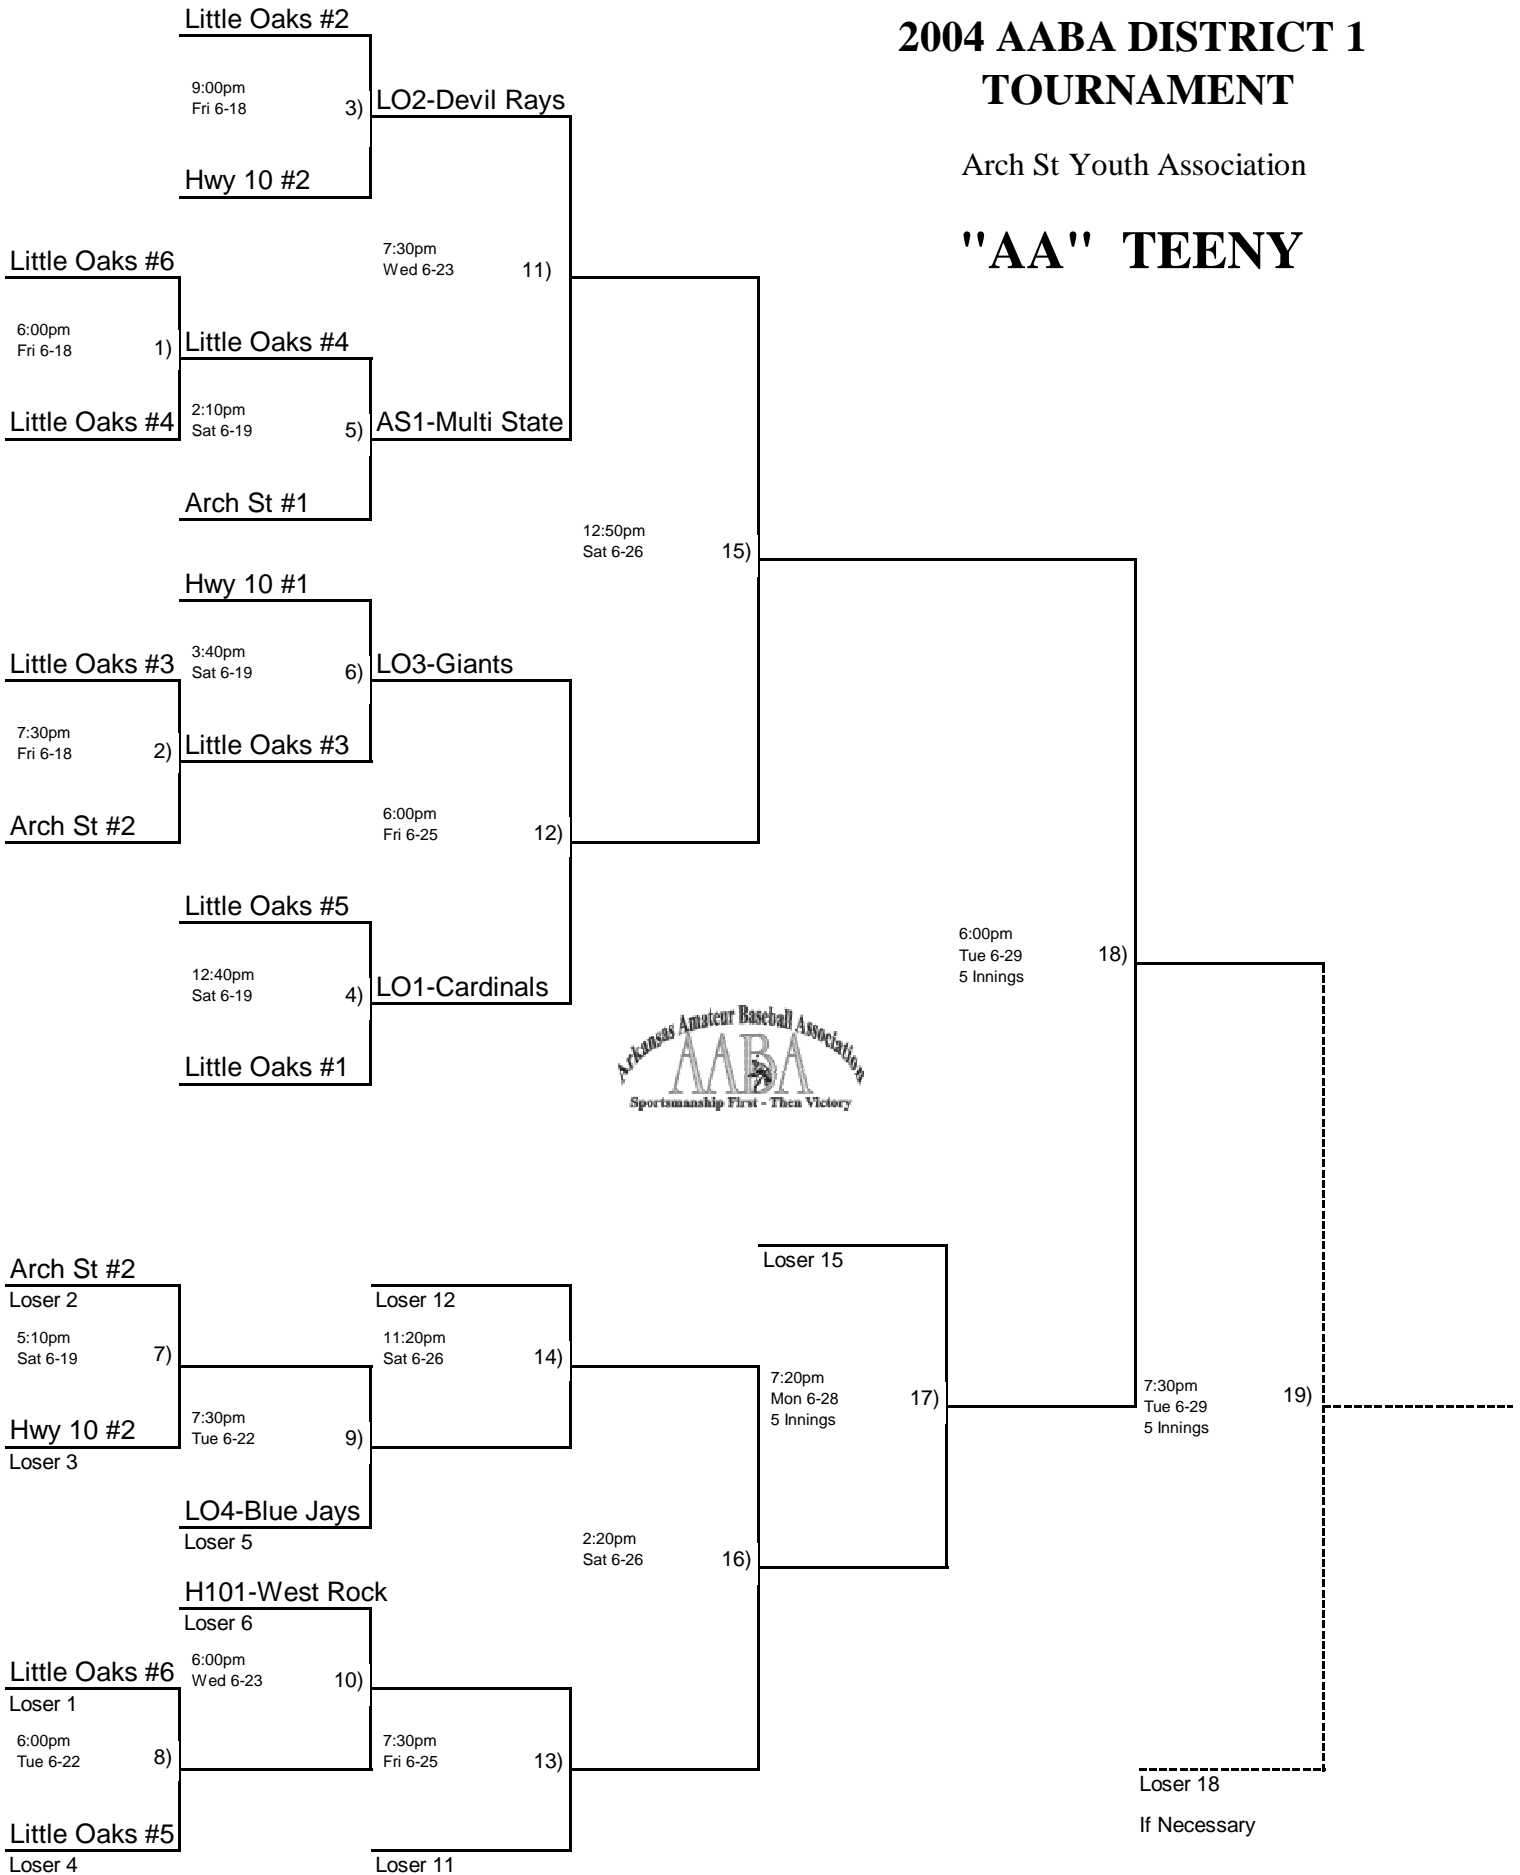 Little Oaks #2
2004 AABA DISTRICT 1
TOURNAMENT
9:00pm
Fri 6-18
3)
LO2-Devil Rays
Arch St Youth Association
Hwy 10 #2
"AA" TEENY
Little Oaks #6
7:30pm
Wed 6-23
11)
6:00pm
Fri 6-18
1)
Little Oaks #4
Little Oaks #4
2:10pm
Sat 6-19
5)
AS1-Multi State
Arch St #1
12:50pm
Sat 6-26
15)
Hwy 10 #1
Little Oaks #3
3:40pm
Sat 6-19
6)
LO3-Giants
7:30pm
Fri 6-18
2)
Little Oaks #3
6:00pm
Fri 6-25
12)
Arch St #2
Little Oaks #5
6:00pm
Tue 6-29
5 Innings
18)
12:40pm
Sat 6-19
4)
LO1-Cardinals
Little Oaks #1
Arkansas Amateur Baseball Association
AABA
Sportsmanship First - Then Victory
Arch St #2
Loser 2
Loser 12
Loser 15
5:10pm
Sat 6-19
7)
11:20pm
Sat 6-26
14)
7:20pm
Mon 6-28
5 Innings
17)
7:30pm
Tue 6-29
5 Innings
19)
Hwy 10 #2
Loser 3
7:30pm
Tue 6-22
9)
LO4-Blue Jays
Loser 5
2:20pm
Sat 6-26
16)
H101-West Rock
Loser 6
Little Oaks #6
Loser 1
6:00pm
Wed 6-23
10)
6:00pm
Tue 6-22
8)
7:30pm
Fri 6-25
13)
Loser 18
If Necessary
Little Oaks #5
Loser 4
Loser 11